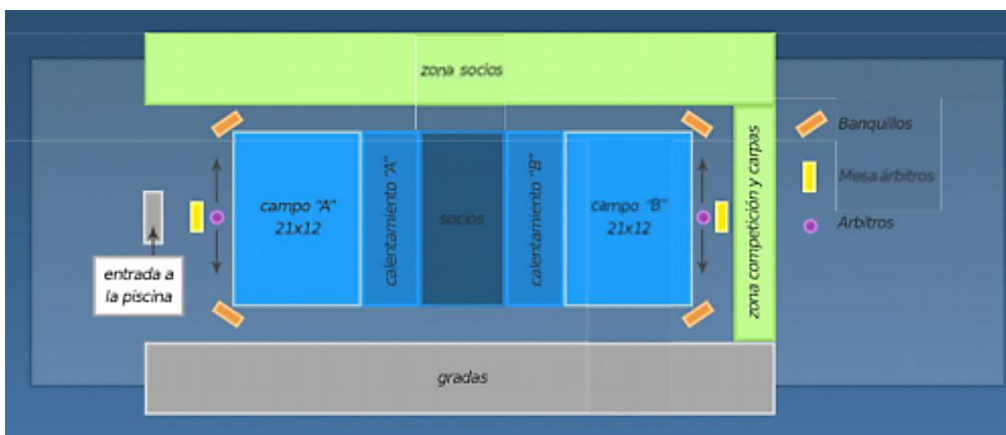 zona socios
Banquillos
calentamiento "A"
calentamiento "B"
zona competición y carpas
Mesa árbitros
campo "A"
21x12
socios
campo "B"
21x12
Árbitros
entrada a
la piscina
gradas